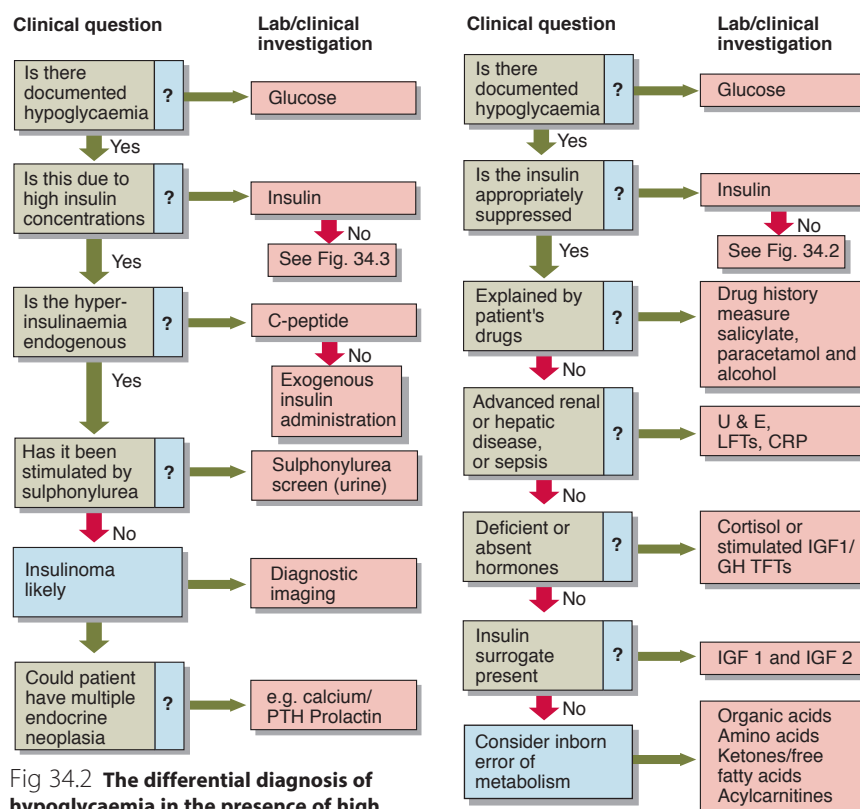 Clinical question
Lab/clinical
investigation
Is there
documented
hypoglycaemia
?
Glucose
Yes
Is this due to
high insulin
concentrations
?
Insulin
No
See Fig. 34.3
Yes
Is the hyper-
insulinaemia
endogenous
?
C-peptide
No
Exogenous
insulin
administration
Yes
Has it been
stimulated by
sulphonylurea
?
Sulphonylurea
screen (urine)
No
Insulinoma
likely
Diagnostic
imaging
Could patient
have multiple
endocrine
neoplasia
?
e.g. calcium/
PTH Prolactin
Fig 34.2 The differential diagnosis of
hypoglycaemia in the presence of high
Clinical question
Lab/clinical
investigation
Is there
documented
hypoglycaemia
?
Glucose
Yes
Is the insulin
appropriately
suppressed
?
Insulin
No
See Fig. 34.2
Yes
Explained by
patient's
drugs
?
Drug history
measure
salicylate,
paracetamol and
alcohol
No
Advanced renal
or hepatic
disease,
or sepsis
?
U & E,
LFTs, CRP
No
Deficient or
absent
hormones
?
Cortisol or
stimulated IGF1/
GH TFTs
No
Insulin
surrogate
present
?
IGF 1 and IGF 2
No
Consider inborn
error of
metabolism
Organic acids
Amino acids
Ketones/free
fatty acids
Acylcarnitines